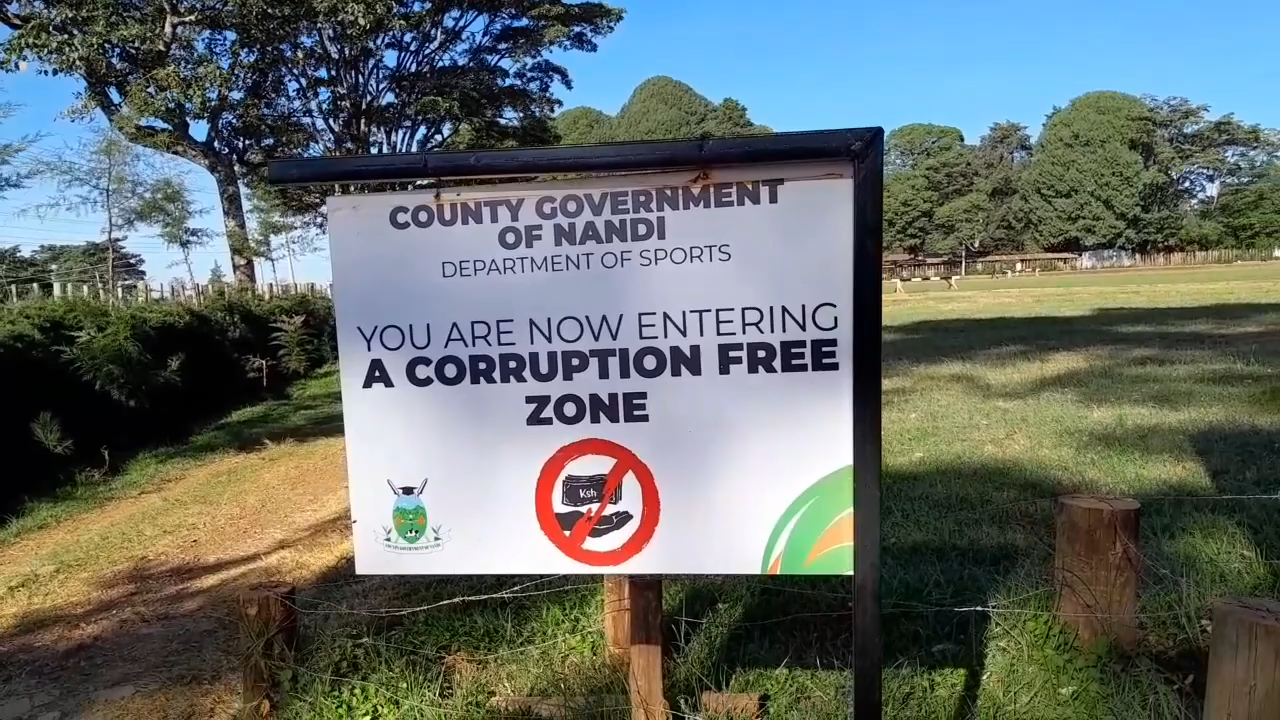 COUNTY GOVERNMENT
OF NANDI
DEPARTMENT OF SPORTS
YOU ARE NOW ENTERING
A CORRUPTION FREE
ZONE
Ksh